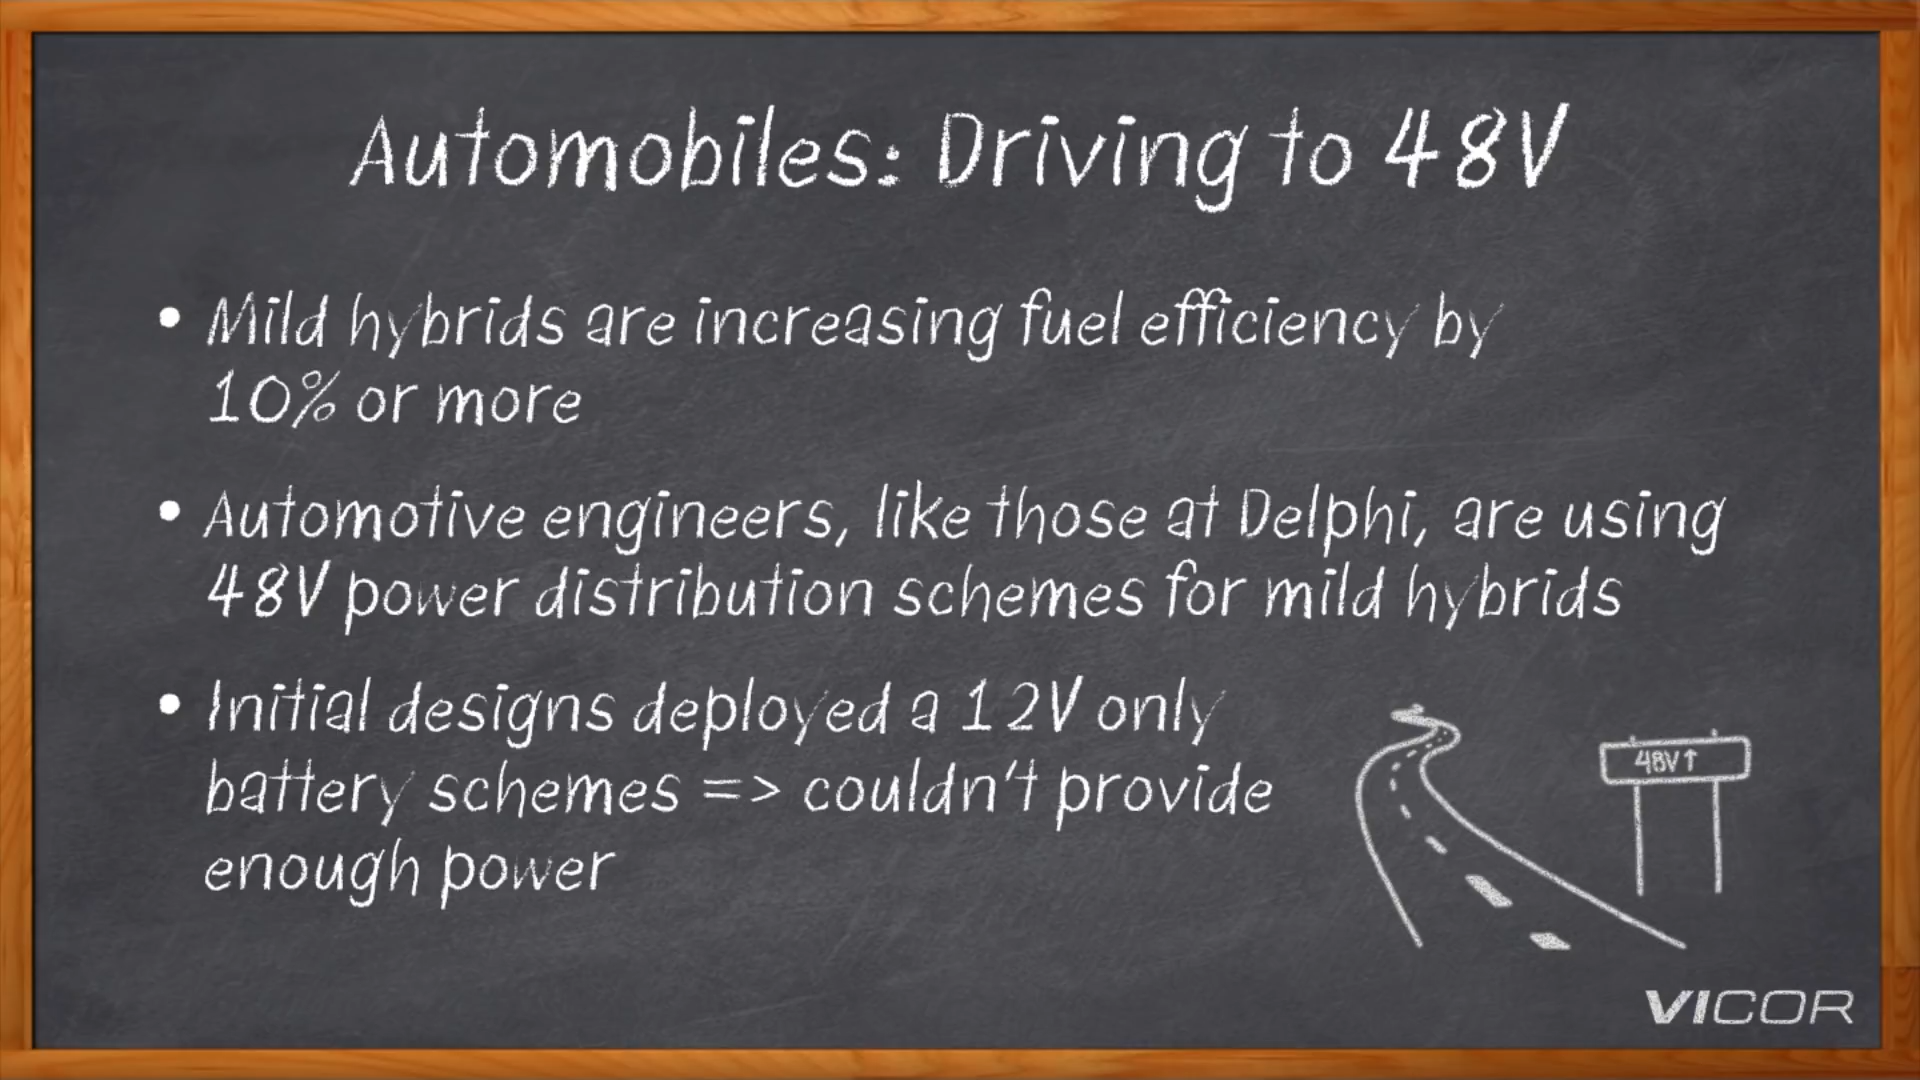 Automobiles: Driving to 48V
• Mild hybrids are increasing fuel efficiency by
10% or more
• Automotive engineers, like those at Delphi, are using
48V power distribution schemes for mild hybrids
• Initial designs deployed a 12V only
battery schemes => couldn't provide
enough power
48V↑
VICOR